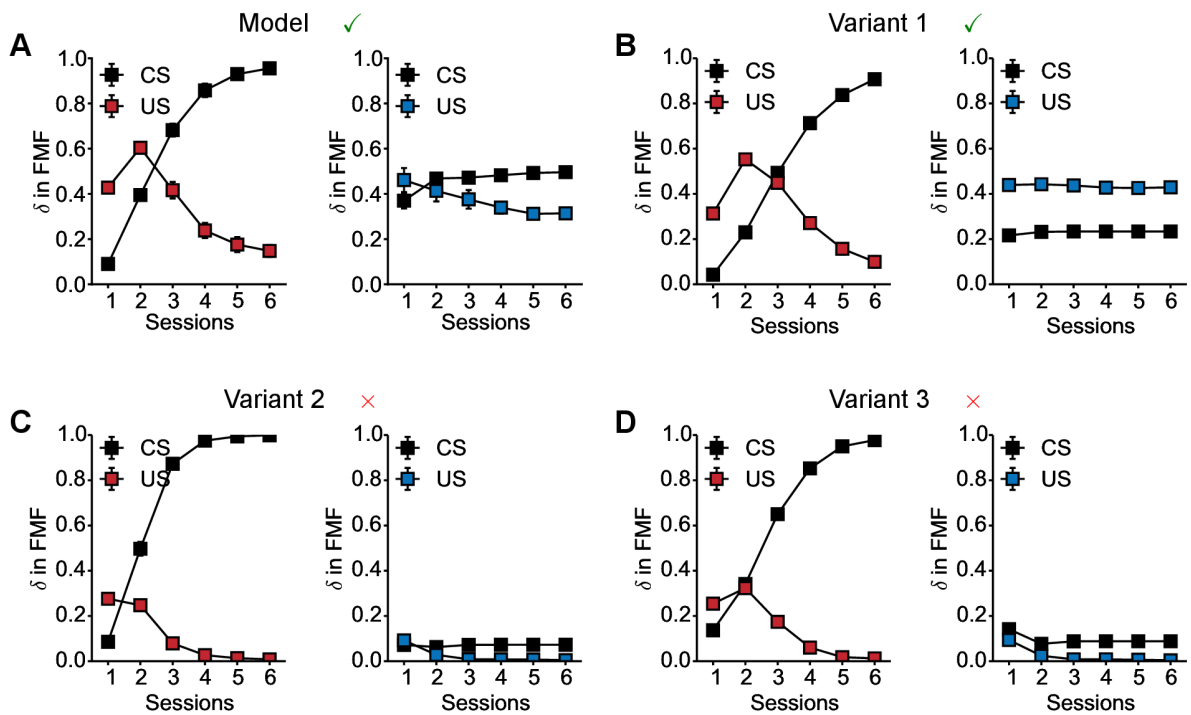 Model ✓
A
1.0
0.8
0.6
0.4
0.2
0.0
δ in FMF
CS
US
1 2 3 4 5 6
Sessions
1.0
0.8
0.6
0.4
0.2
0.0
δ in FMF
CS
US
1 2 3 4 5 6
Sessions
Variant 1 ✓
B
1.0
0.8
0.6
0.4
0.2
0.0
δ in FMF
CS
US
1 2 3 4 5 6
Sessions
1.0
0.8
0.6
0.4
0.2
0.0
δ in FMF
CS
US
1 2 3 4 5 6
Sessions
Variant 2 ×
C
1.0
0.8
0.6
0.4
0.2
0.0
δ in FMF
CS
US
1 2 3 4 5 6
Sessions
1.0
0.8
0.6
0.4
0.2
0.0
δ in FMF
CS
US
1 2 3 4 5 6
Sessions
Variant 3 ×
D
1.0
0.8
0.6
0.4
0.2
0.0
δ in FMF
CS
US
1 2 3 4 5 6
Sessions
1.0
0.8
0.6
0.4
0.2
0.0
δ in FMF
CS
US
1 2 3 4 5 6
Sessions